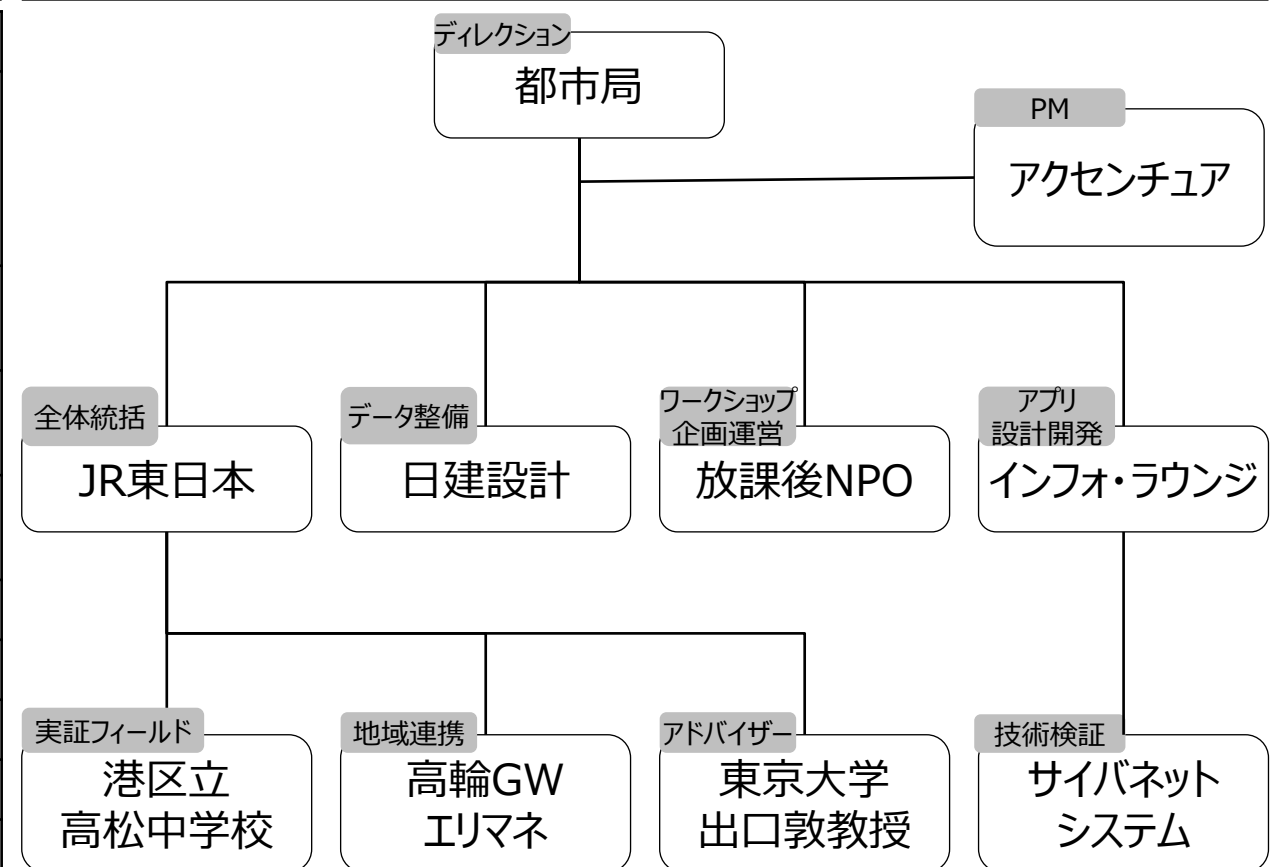 ディレクション
都市局
PM
アクセンチュア
全体統括
JR東日本
データ整備
日建設計
ワークショップ
企画運営
放課後NPO
アプリ
設計開発
インフォ・ラウンジ
実証フィールド
港区立
高松中学校
地域連携
高輪GW
エリマネ
アドバイザー
東京大学
出口敦教授
技術検証
サイバネット
システム